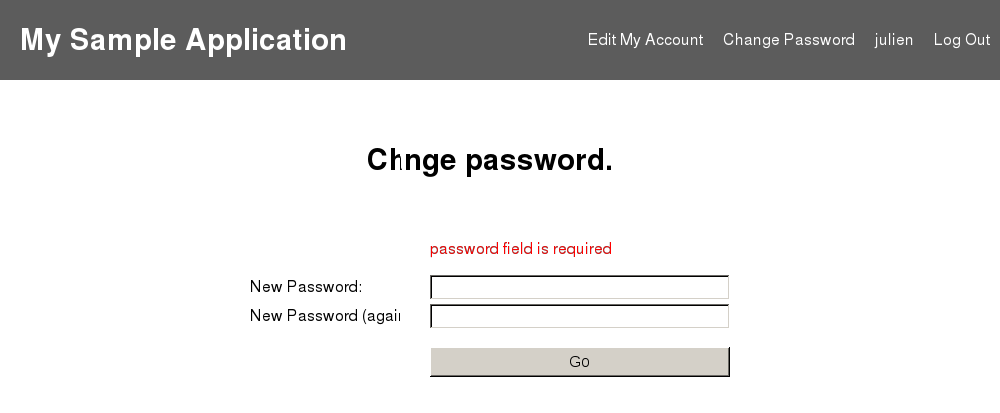 My Sample Application
Edit My Account Change Password julien Log Out
Chnge password.
password field is required
New Password:
New Password (agai
Go